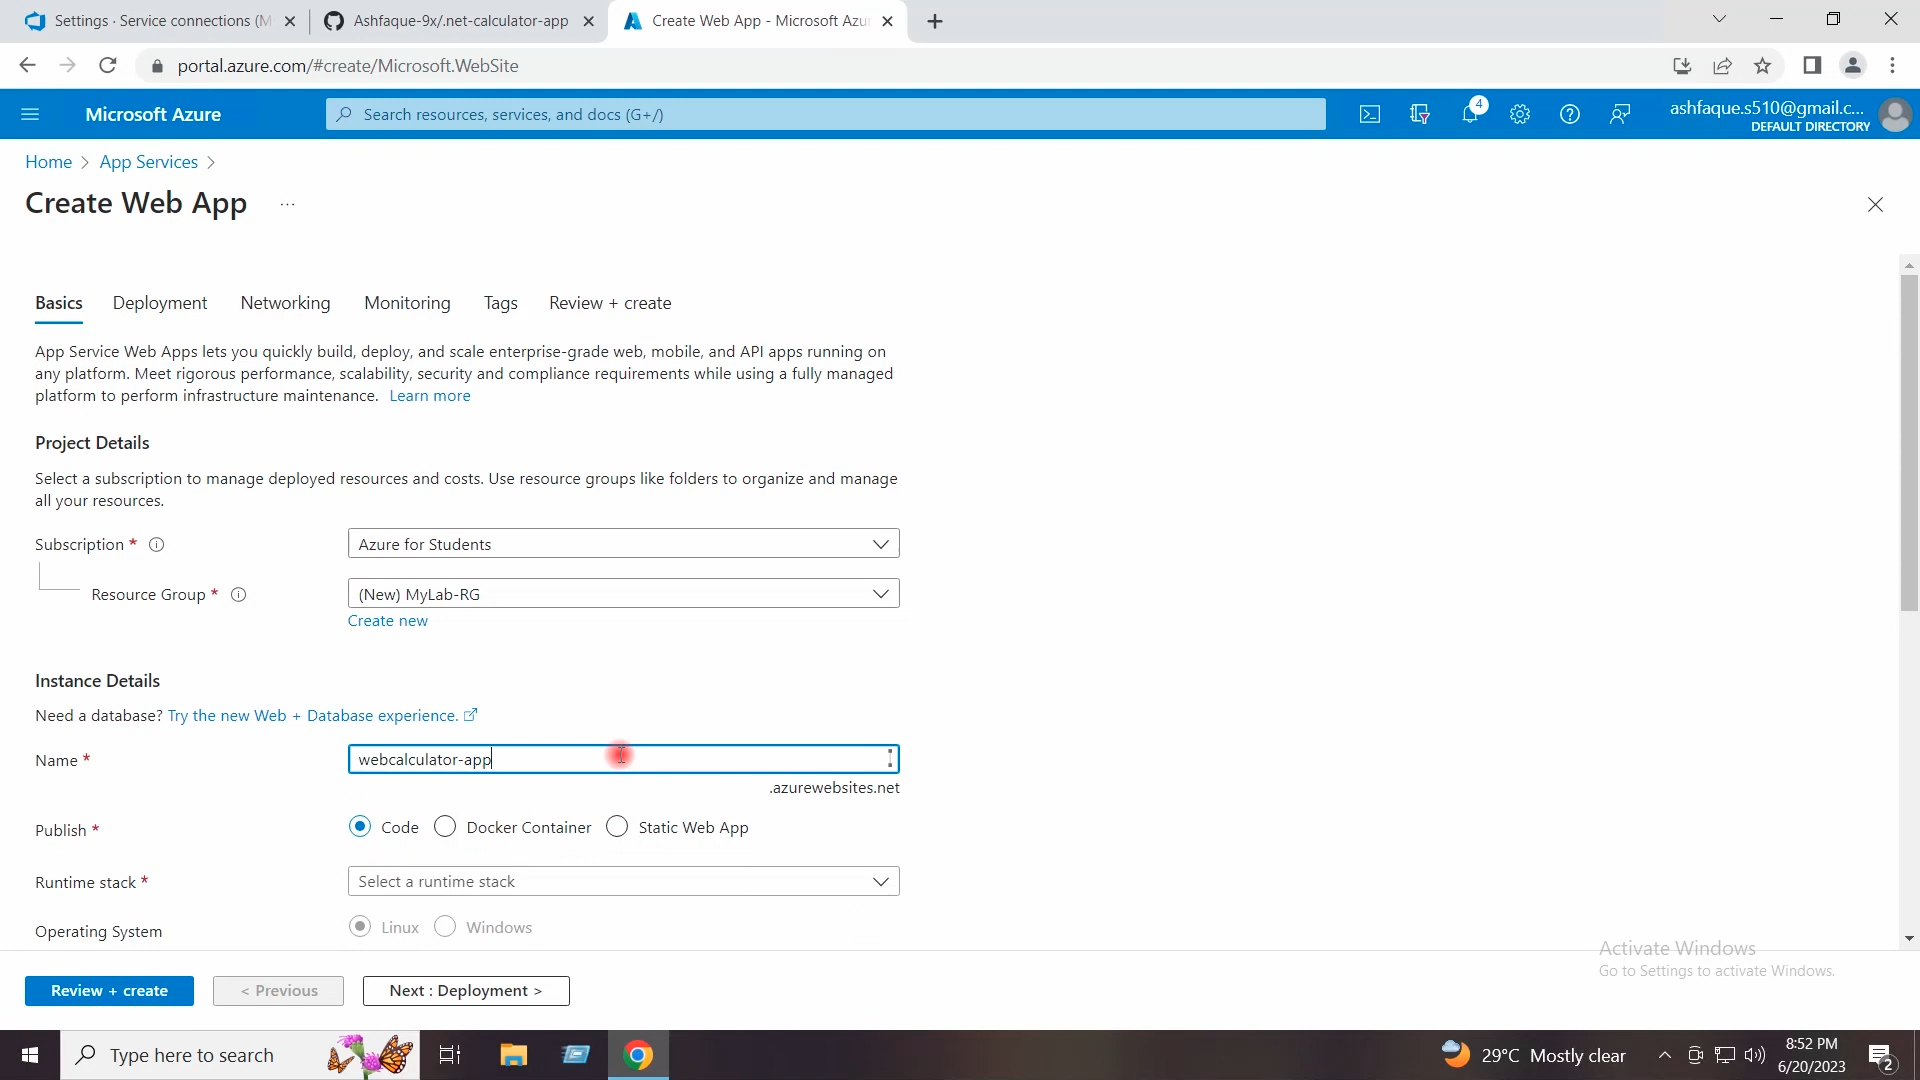 Settings · Service connections (M
Ashfaque-9x/.net-calculator-app
Create Web App - Microsoft Azu
portal.azure.com/#create/Microsoft.WebSite
Microsoft Azure
Search resources, services, and docs (G+/)
4
ashfaque.s510@gmail.c...
DEFAULT DIRECTORY
Home > App Services >
Create Web App ...
Basics Deployment Networking Monitoring Tags Review + create
App Service Web Apps lets you quickly build, deploy, and scale enterprise-grade web, mobile, and API apps running on
any platform. Meet rigorous performance, scalability, security and compliance requirements while using a fully managed
platform to perform infrastructure maintenance. Learn more
Project Details
Select a subscription to manage deployed resources and costs. Use resource groups like folders to organize and manage
all your resources.
Subscription * Azure for Students
Resource Group * (New) MyLab-RG
Create new
Instance Details
Need a database? Try the new Web + Database experience.
Name * webcalculator-app
.azurewebsites.net
Publish * Code Docker Container Static Web App
Runtime stack * Select a runtime stack
Operating System Linux Windows
Activate Windows
Go to Settings to activate Windows.
Review + create < Previous Next : Deployment >
Type here to search
29°C Mostly clear
8:52 PM
6/20/2023
2